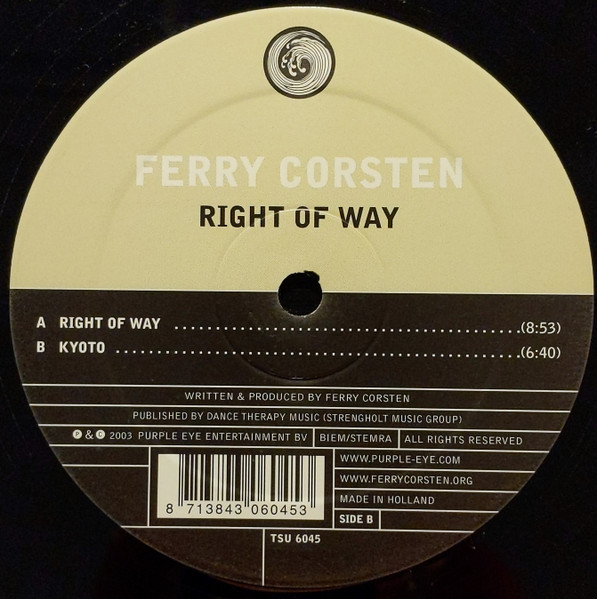 FERRY CORSTEN
RIGHT OF WAY
A RIGHT OF WAY ........................................................(8:53)
B KYOTO ................................................................(6:40)
WRITTEN & PRODUCED BY FERRY CORSTEN
PUBLISHED BY DANCE THERAPY MUSIC (STRENGHOLT MUSIC GROUP)
℗ & © 2003 PURPLE EYE ENTERTAINMENT BV BIEM/STEMRA ALL RIGHTS RESERVED
WWW.PURPLE-EYE.COM
WWW.FERRYCORSTEN.ORG
MADE IN HOLLAND
8 713843 060453
SIDE B
TSU 6045